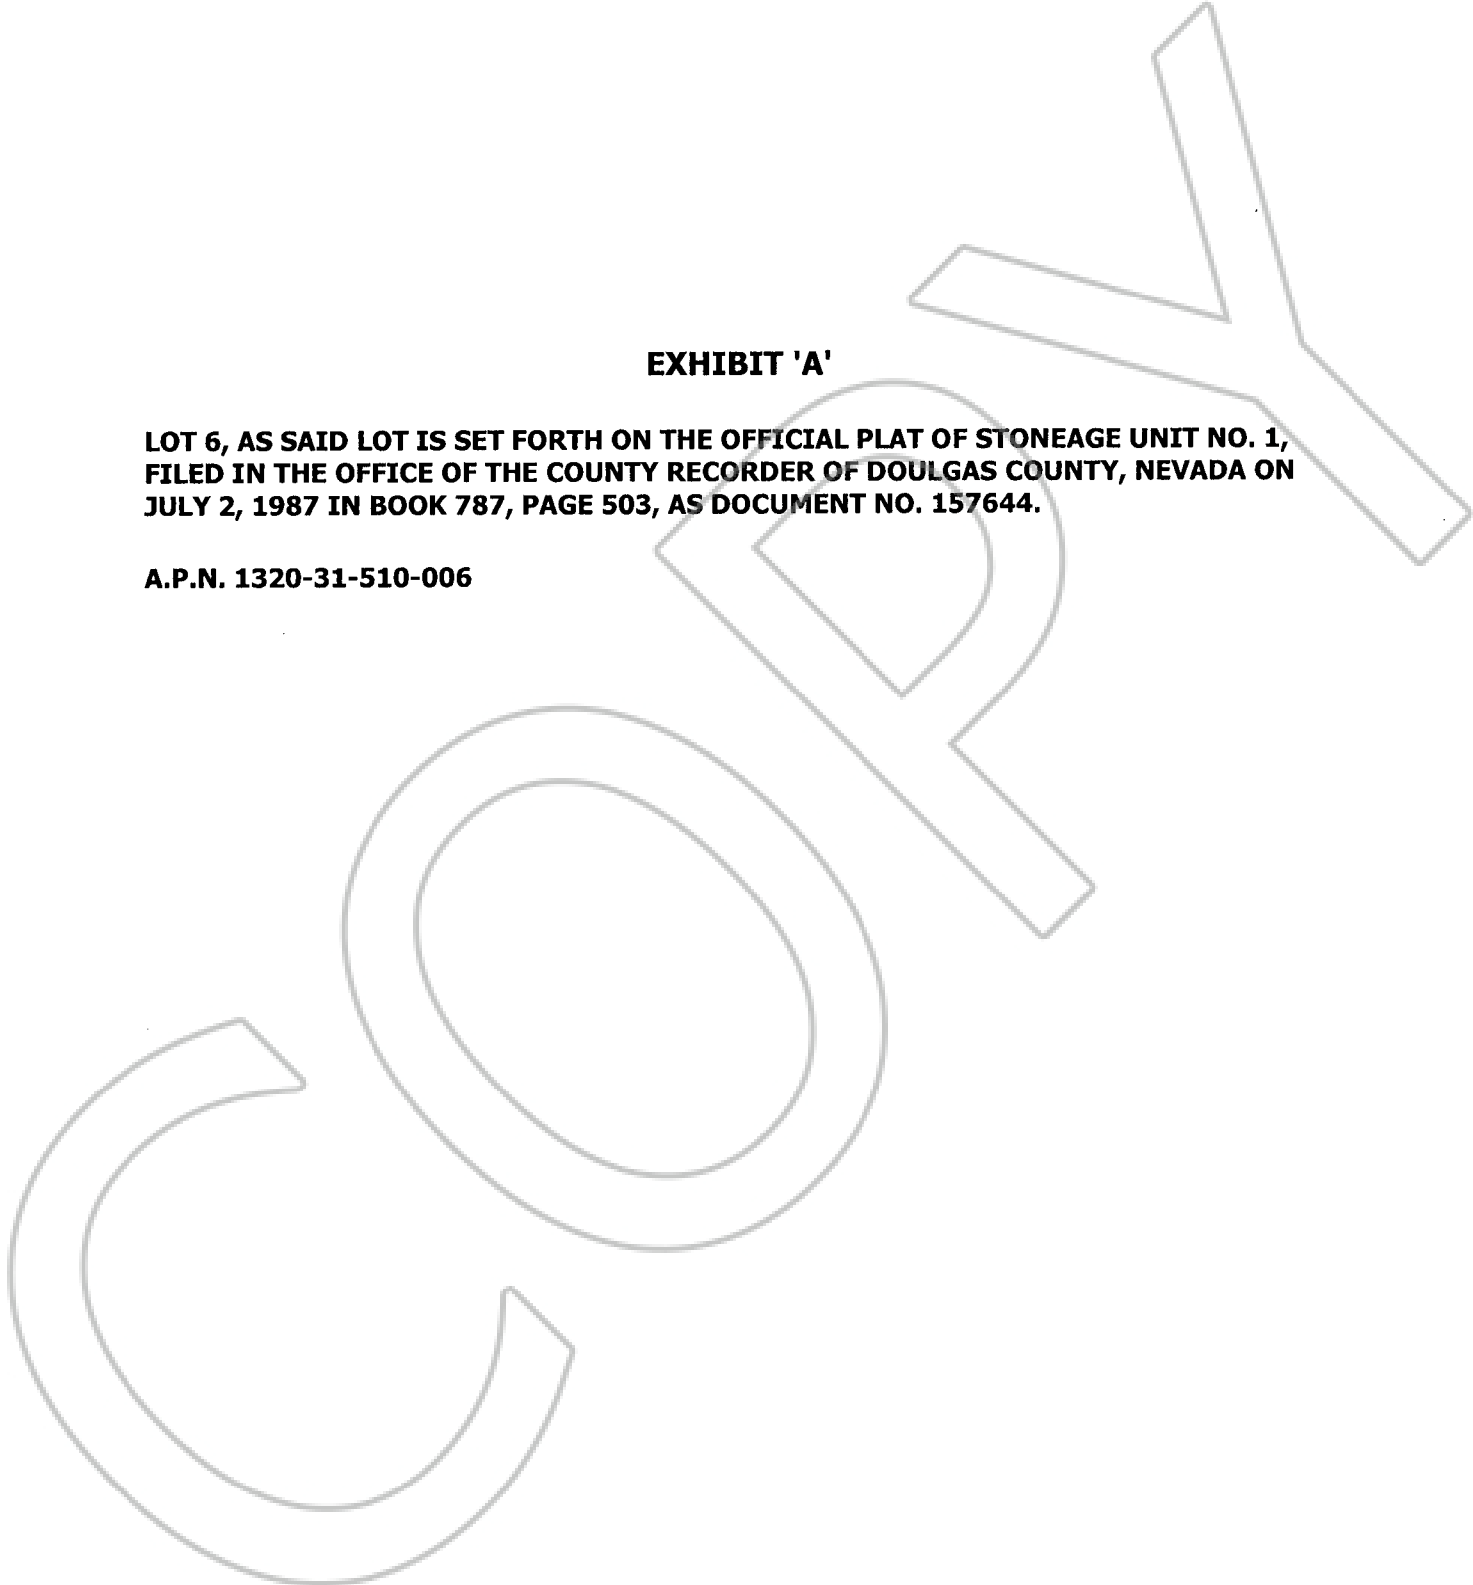 EXHIBIT 'A'
LOT 6, AS SAID LOT IS SET FORTH ON THE OFFICIAL PLAT OF STONEAGE UNIT NO. 1,
FILED IN THE OFFICE OF THE COUNTY RECORDER OF DOULGAS COUNTY, NEVADA ON
JULY 2, 1987 IN BOOK 787, PAGE 503, AS DOCUMENT NO. 157644.
A.P.N. 1320-31-510-006
COPY